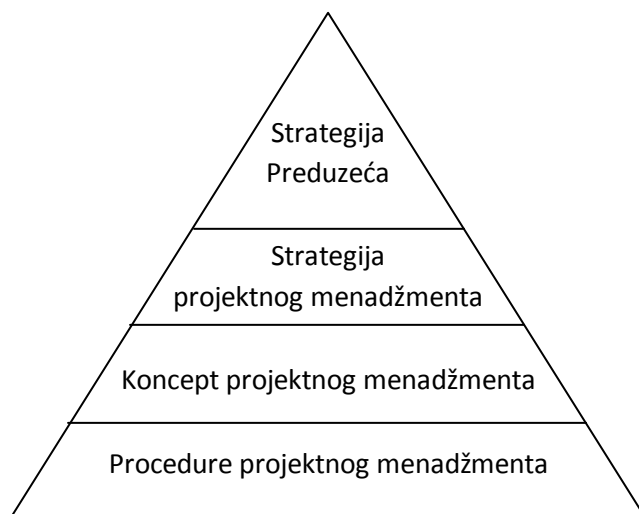 Strategija
Preduzeća
Strategija
projektnog menadžmenta
Koncept projektnog menadžmenta
Procedure projektnog menadžmenta